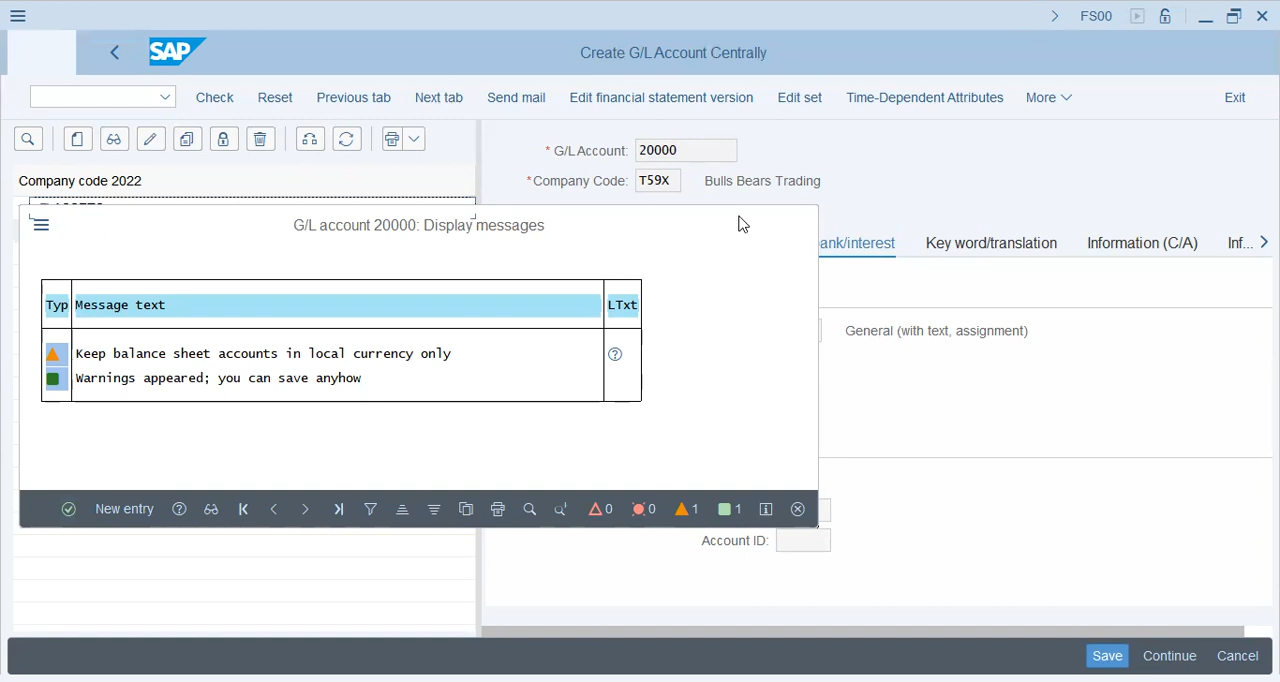 FS00
SAP
Create G/L Account Centrally
Check Reset Previous tab Next tab Send mail Edit financial statement version Edit set Time-Dependent Attributes More Exit
* G/L Account: 20000
Company code 2022
* Company Code: T59X Bulls Bears Trading
G/L account 20000: Display messages
ank/interest Key word/translation Information (C/A) Inf...
Typ Message text LTxt
General (with text, assignment)
Keep balance sheet accounts in local currency only
Warnings appeared; you can save anyhow
New entry 0 0 1 1
Account ID:
Save Continue Cancel